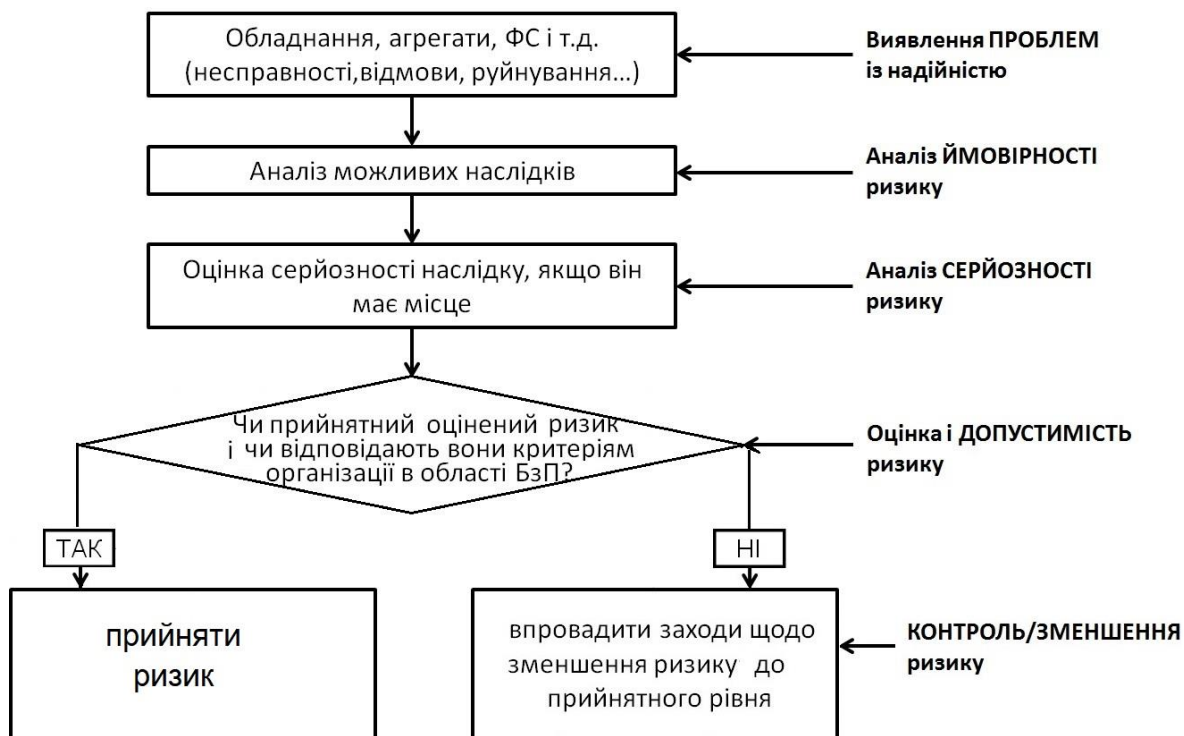 Обладнання, агрегати, ФС і т.д.
(несправності,відмови, руйнування...)
Виявлення ПРОБЛЕМ
із надійністю
Аналіз можливих наслідків
Аналіз ЙМОВІРНОСТІ
ризику
Оцінка серйозності наслідку, якщо він
має місце
Аналіз СЕРЙОЗНОСТІ
ризику
Чи прийнятний оцінений ризик
і чи відповідають вони критеріям
організації в області БзП?
Оцінка і ДОПУСТИМІСТЬ
ризику
ТАК
НІ
прийняти
ризик
впровадити заходи щодо
зменшення ризику до
прийнятного рівня
КОНТРОЛЬ/ЗМЕНШЕННЯ
ризику